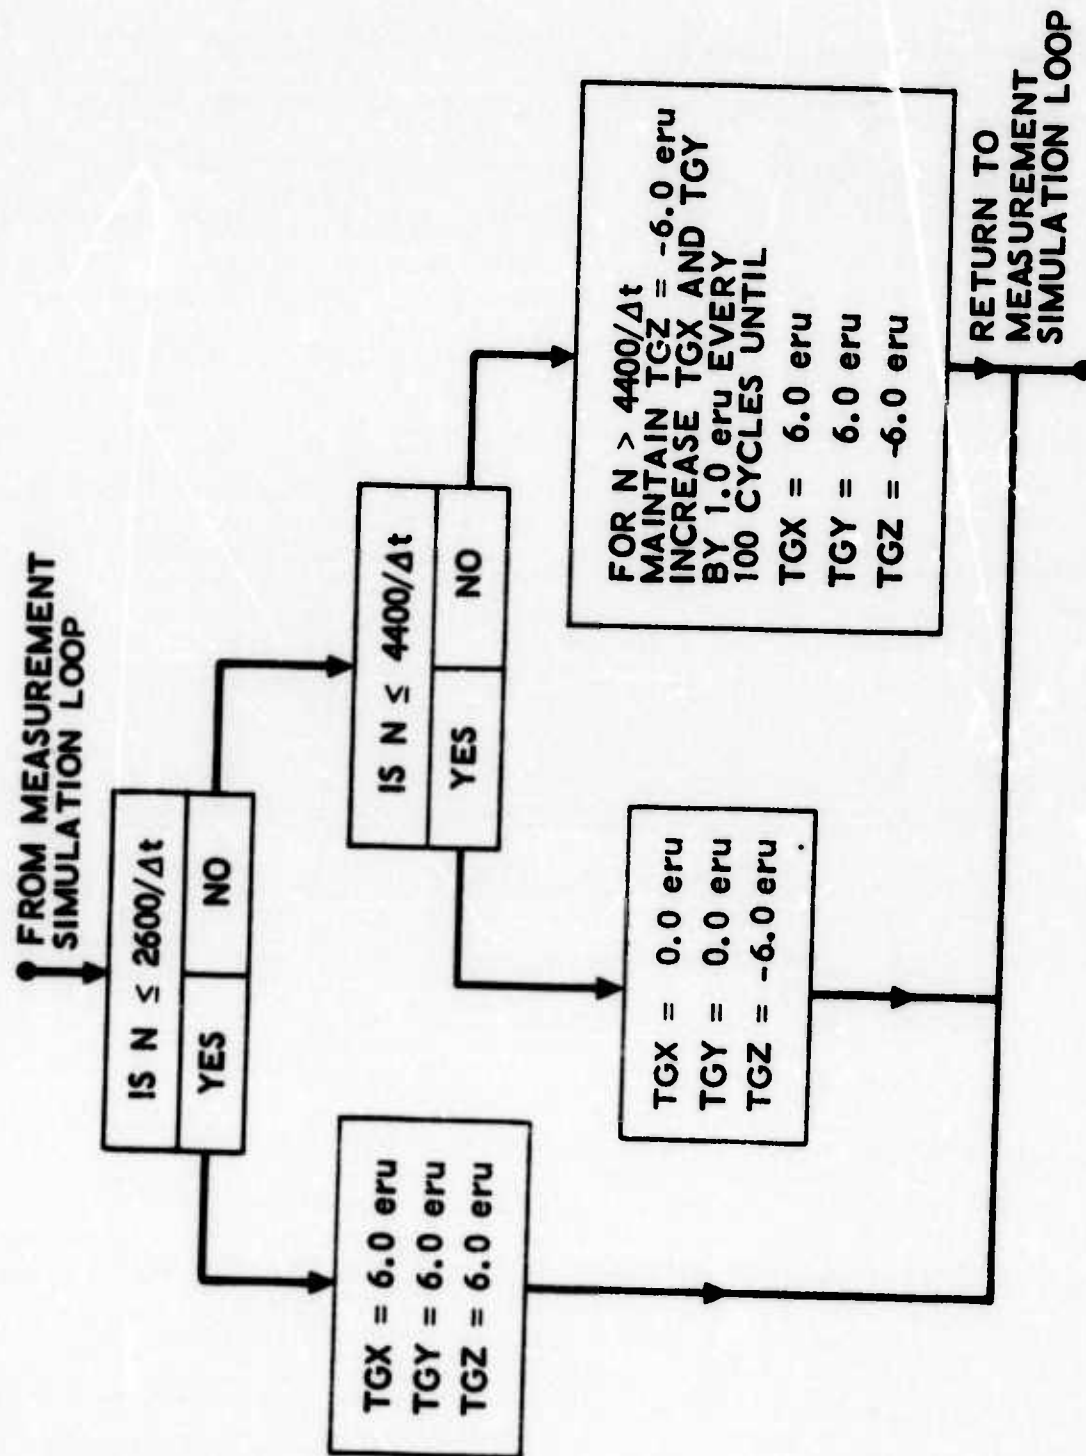 FROM MEASUREMENT
SIMULATION LOOP
IS N ≤ 2600/Δt
YES
NO
TGX = 6.0 eru
TGY = 6.0 eru
TGZ = 6.0 eru
IS N ≤ 4400/Δt
YES
NO
TGX = 0.0 eru
TGY = 0.0 eru
TGZ = -6.0 eru
FOR N > 4400/Δt
MAINTAIN TGZ = -6.0 eru
INCREASE TGX AND TGY
BY 1.0 eru EVERY
100 CYCLES UNTIL
TGX = 6.0 eru
TGY = 6.0 eru
TGZ = -6.0 eru
RETURN TO
MEASUREMENT
SIMULATION LOOP